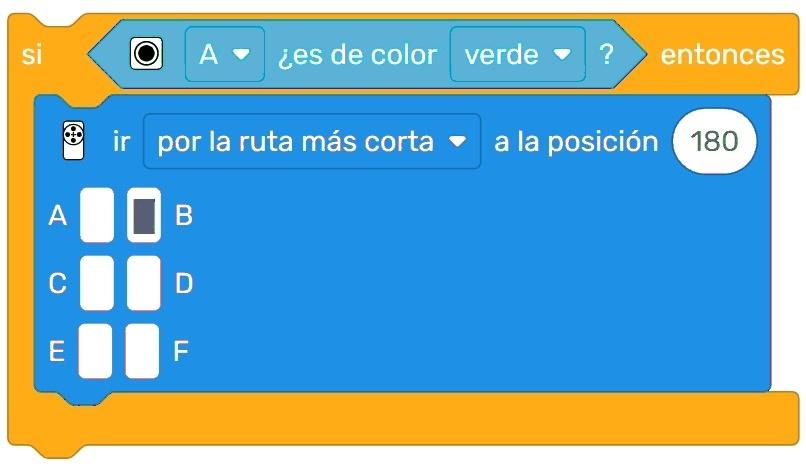 si A ¿es de color verde ? entonces
ir por la ruta más corta a la posición 180
A B
C D
E F